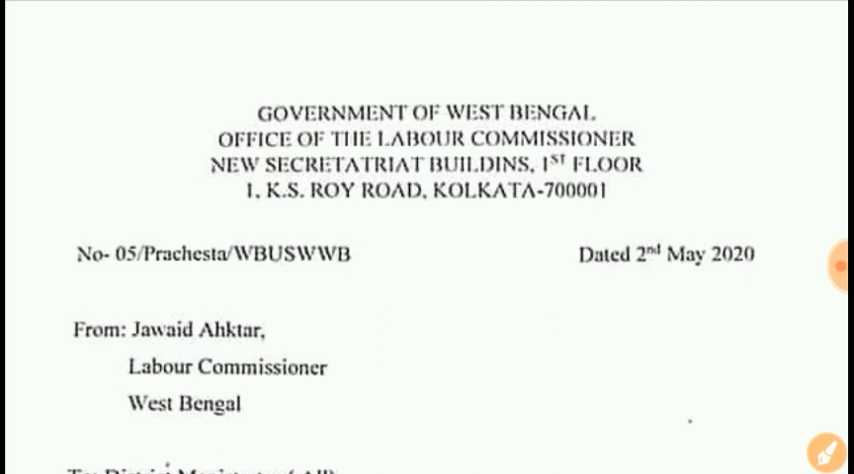 GOVERNMENT OF WEST BENGAL
OFFICE OF THE LABOUR COMMISSIONER
NEW SECRETATRIAT BUILDINS, 1ST FLOOR
1, K.S. ROY ROAD, KOLKATA-700001
No- 05/Prachesta/WBUSWWB Dated 2nd May 2020
From: Jawaid Ahktar,
Labour Commissioner
West Bengal